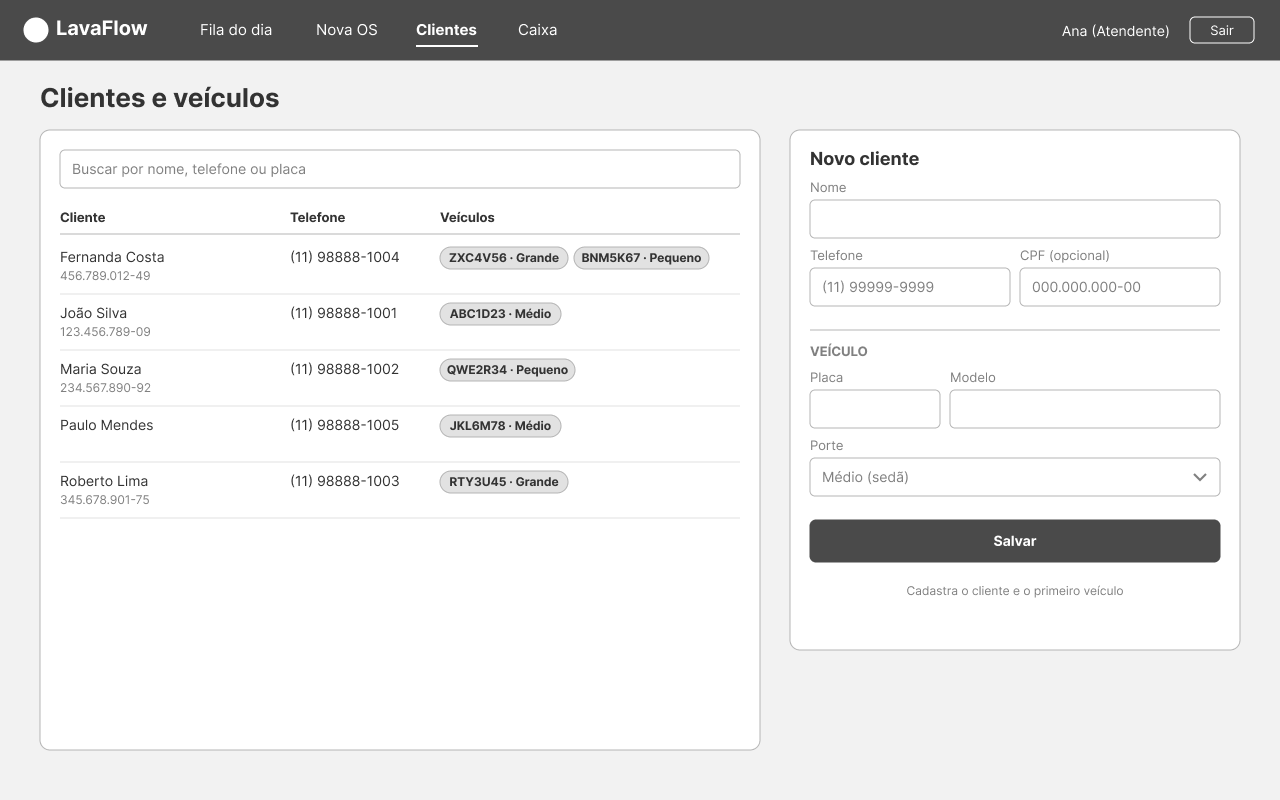 LavaFlow Fila do dia Nova OS Clientes Caixa Ana (Atendente) Sair
Clientes e veículos
Buscar por nome, telefone ou placa
Cliente Telefone Veículos
Fernanda Costa (11) 98888-1004 ZXC4V56 · Grande BNM5K67 · Pequeno
456.789.012-49
João Silva (11) 98888-1001 ABC1D23 · Médio
123.456.789-09
Maria Souza (11) 98888-1002 QWE2R34 · Pequeno
234.567.890-92
Paulo Mendes (11) 98888-1005 JKL6M78 · Médio
Roberto Lima (11) 98888-1003 RTY3U45 · Grande
345.678.901-75
Novo cliente
Nome
Telefone CPF (opcional)
(11) 99999-9999 000.000.000-00
VEÍCULO
Placa Modelo
Porte
Médio (sedã)
Salvar
Cadastra o cliente e o primeiro veículo